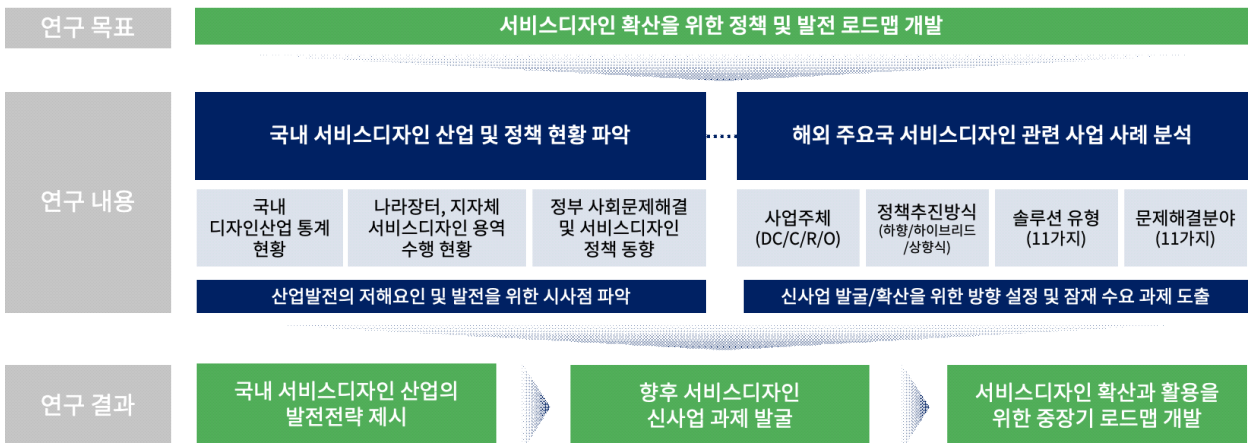 연구 목표
서비스디자인 확산을 위한 정책 및 발전 로드맵 개발
연구 내용
국내 서비스디자인 산업 및 정책 현황 파악
해외 주요국 서비스디자인 관련 사업 사례 분석
국내
디자인산업 통계
현황
나라장터, 지자체
서비스디자인 용역
수행 현황
정부 사회문제해결
및 서비스디자인
정책 동향
사업주체
(DC/C/R/O)
정책추진방식
(하향/하이브리드
/상향식)
솔루션 유형
(11가지)
문제해결분야
(11가지)
산업발전의 저해요인 및 발전을 위한 시사점 파악
신사업 발굴/확산을 위한 방향 설정 및 잠재 수요 과제 도출
연구 결과
국내 서비스디자인 산업의
발전전략 제시
향후 서비스디자인
신사업 과제 발굴
서비스디자인 확산과 활용을
위한 중장기 로드맵 개발